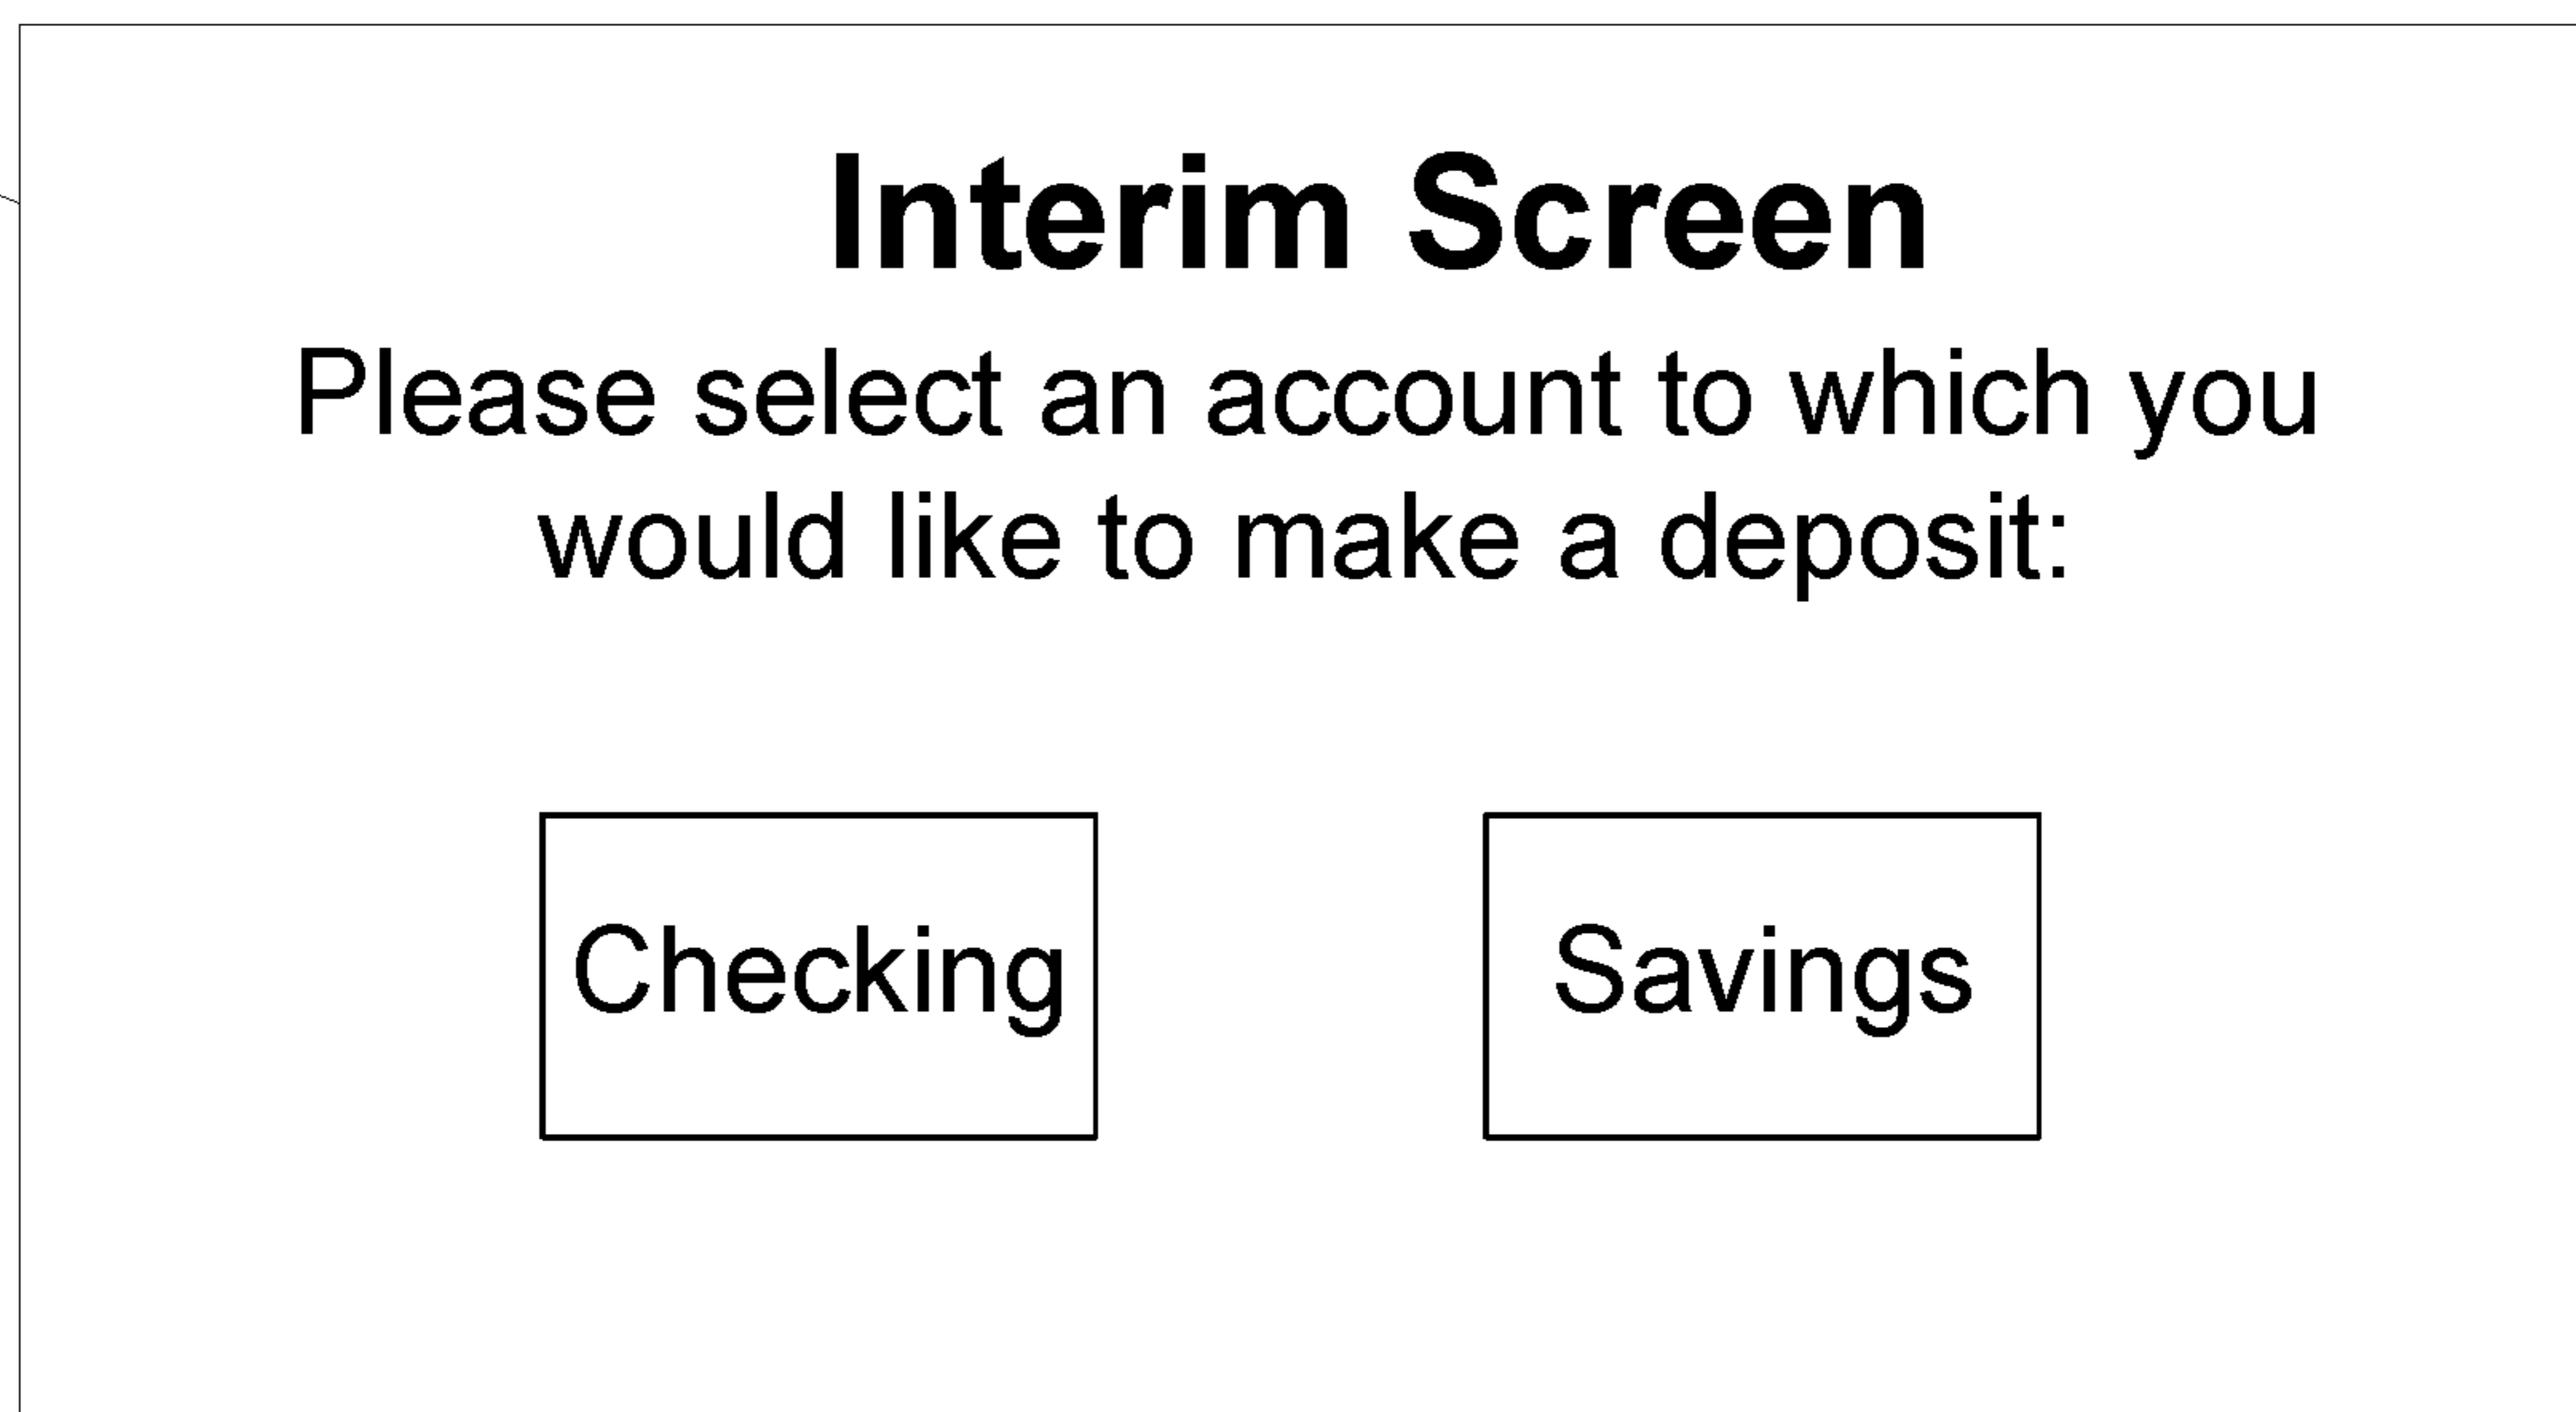 Interim Screen
Please select an account to which you
would like to make a deposit:
Checking
Savings